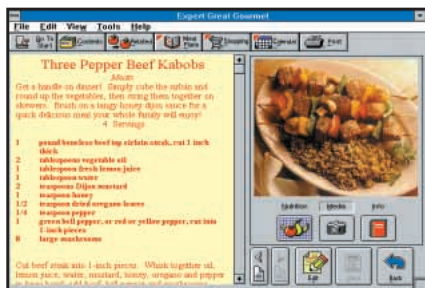 Expert Great Gourmet
File Edit View Tools Help
Go To Start Contents Related Meal Plans Shopping Calendar Print
Three Pepper Beef Kabobs
Main
Get a handle on dinner! Simply cube the sirloin and
round up the vegetables, then string them together on
skewers. Brush on a tangy honey dijon sauce for a
quick delicious meal your whole family will enjoy!
4 Servings
1 pound boneless beef top sirloin steak, cut 1 inch
thick
2 tablespoons vegetable oil
1 tablespoon fresh lemon juice
1 tablespoon water
2 teaspoons Dijon mustard
1 teaspoon honey
1/2 teaspoon dried oregano leaves
1/4 teaspoon pepper
1 green bell pepper, or red or yellow pepper, cut into
1-inch pieces
8 large mushrooms
Cut beef steak into 1-inch pieces. Whisk together oil,
lemon juice, water, mustard, honey, oregano and pepper
Nutrition Media Info
Edit Back